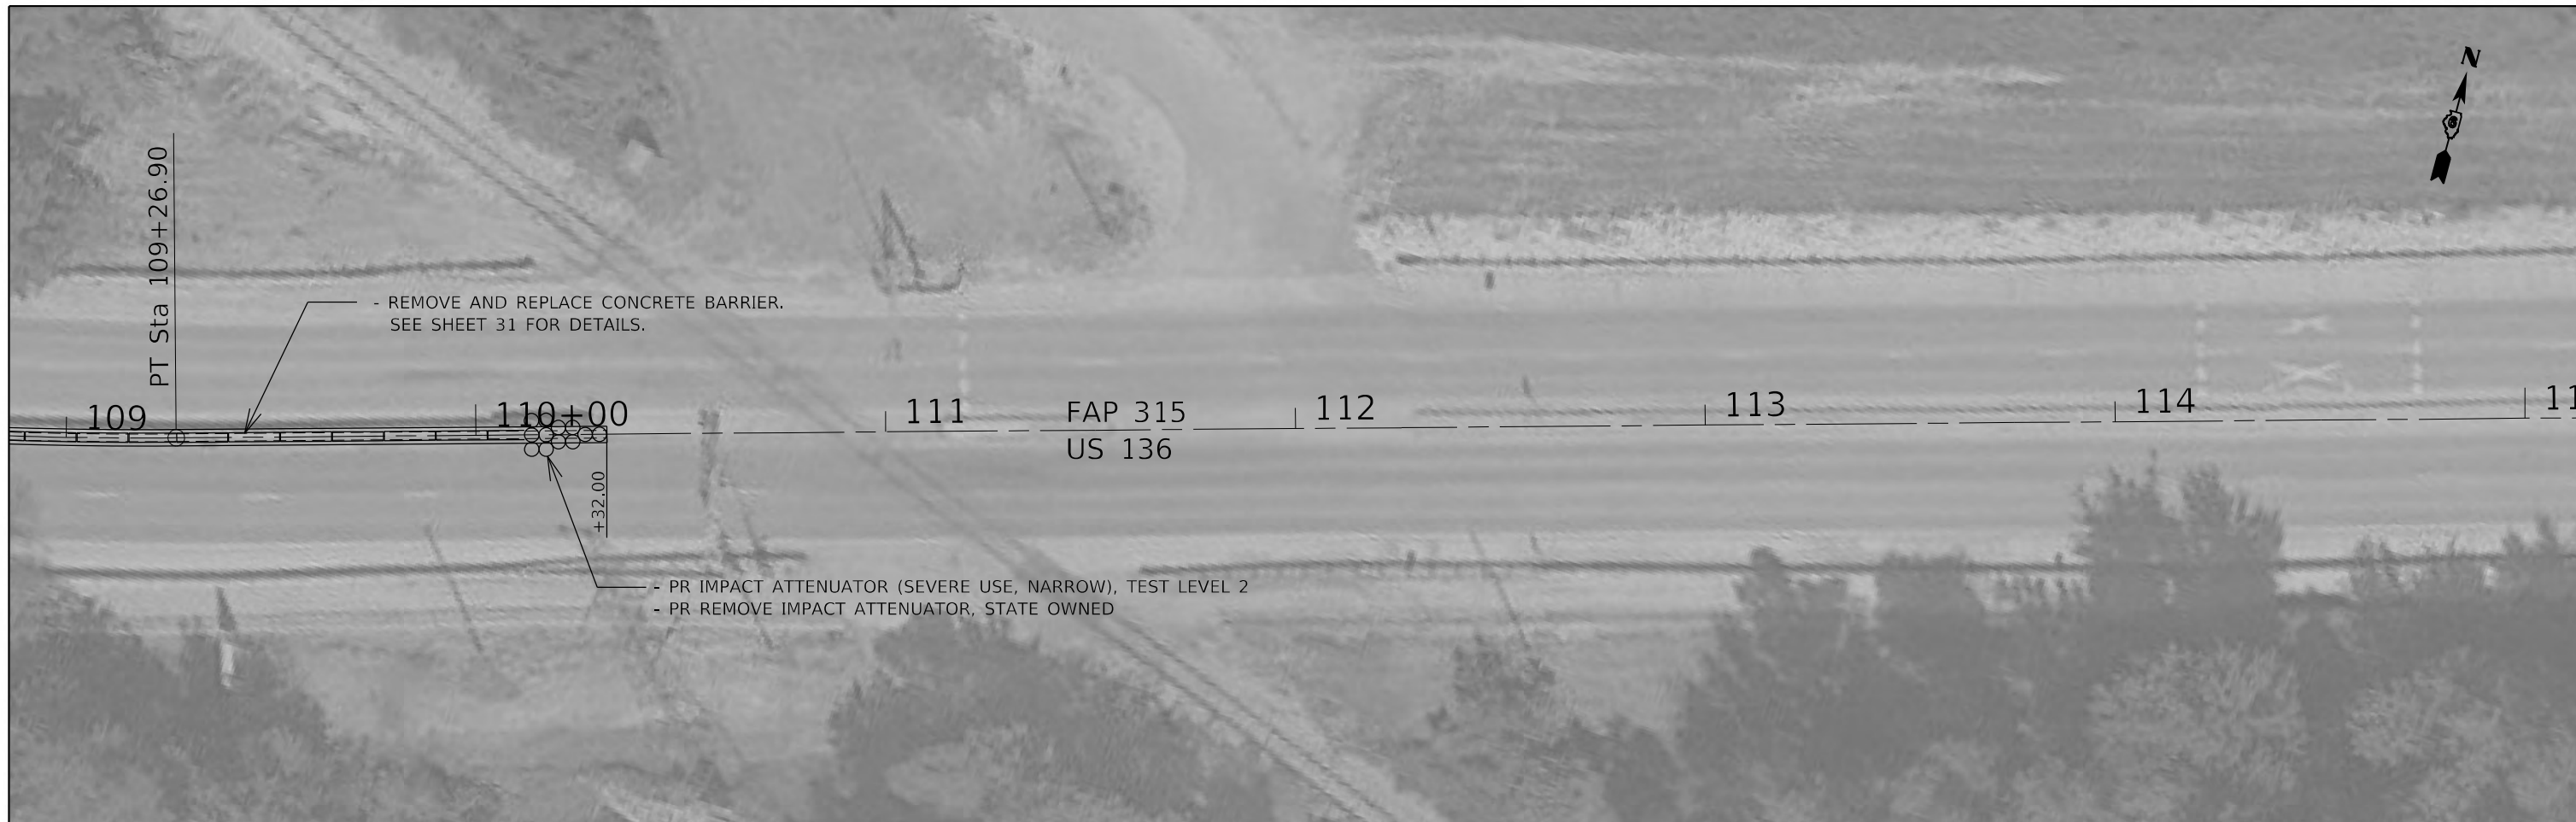 N
PT Sta 109+26.90
- REMOVE AND REPLACE CONCRETE BARRIER.
SEE SHEET 31 FOR DETAILS.
109
110+00
111
FAP 315
112
113
114
11
US 136
+32.00
- PR IMPACT ATTENUATOR (SEVERE USE, NARROW), TEST LEVEL 2
- PR REMOVE IMPACT ATTENUATOR, STATE OWNED